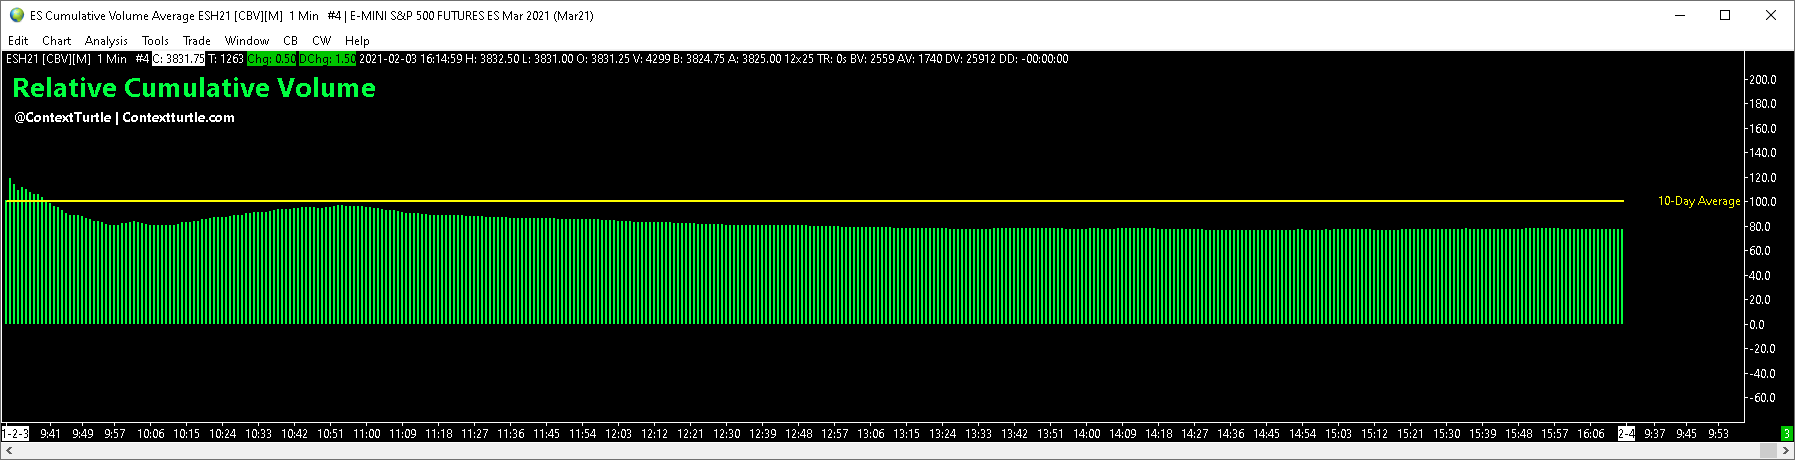 ES Cumulative Volume Average ESH21 [CBV][M]  1 Min   #4 | E-MINI S&P 500 FUTURES ES Mar 2021 (Mar21)
Edit Chart Analysis Tools Trade Window CB CW Help
ESH21 [CBV][M]  1 Min   #4 C: 3831.75 T: 1263 Chg: 0.50 DChg: 1.50 2021-02-03 16:14:59 H: 3832.50 L: 3831.00 O: 3831.25 V: 4299 B: 3824.75 A: 3825.00 12x25 TR: 0s BV: 2559 AV: 1740 DV: 25912 DD: -00:00:00
Relative Cumulative Volume
@ContextTurtle | Contextturtle.com
200.0
180.0
160.0
140.0
120.0
10-Day Average 100.0
80.0
60.0
40.0
20.0
0.0
-20.0
-40.0
-60.0
1-2-3 9:41 9:49 9:57 10:06 10:15 10:24 10:33 10:42 10:51 11:00 11:09 11:18 11:27 11:36 11:45 11:54 12:03 12:12 12:21 12:30 12:39 12:48 12:57 13:06 13:15 13:24 13:33 13:42 13:51 14:00 14:09 14:18 14:27 14:36 14:45 14:54 15:03 15:12 15:21 15:30 15:39 15:48 15:57 16:06 2-4 9:37 9:45 9:53 3